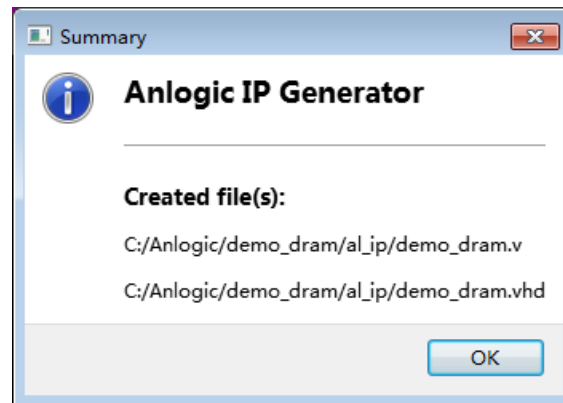 Summary
Anlogic IP Generator
Created file(s):
C:/Anlogic/demo_dram/al_ip/demo_dram.v
C:/Anlogic/demo_dram/al_ip/demo_dram.vhd
OK